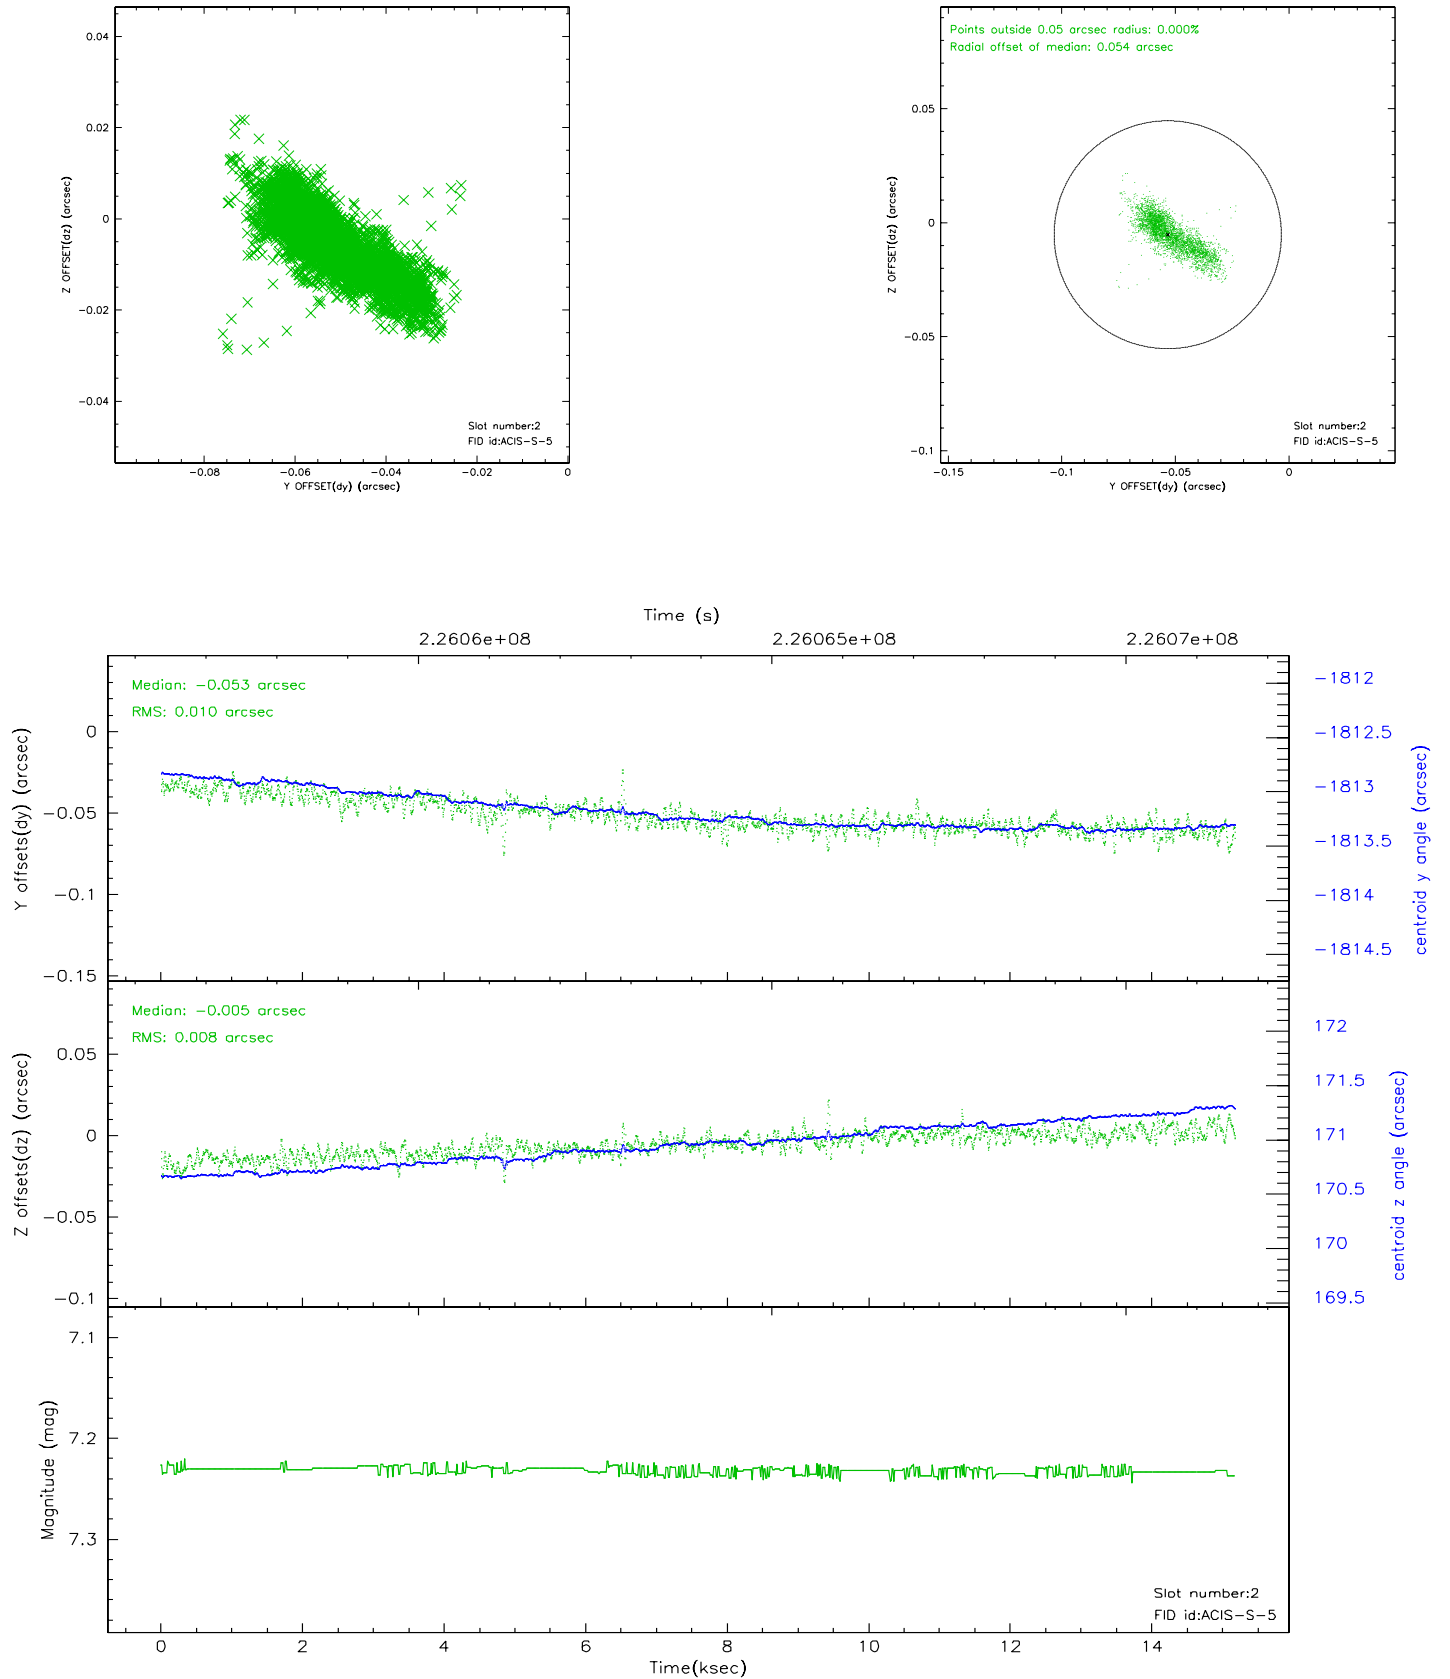 0.04
0.02
0
−0.02
−0.04
Z OFFSET(dz) (arcsec)
Slot number:2
FID id:ACIS−S−5
−0.08
−0.06
−0.04
−0.02
0
Y OFFSET(dy) (arcsec)
Points outside 0.05 arcsec radius: 0.000%
Radial offset of median: 0.054 arcsec
0.05
0
−0.05
−0.1
Z OFFSET(dz) (arcsec)
Slot number:2
FID id:ACIS−S−5
−0.15
−0.1
−0.05
0
Y OFFSET(dy) (arcsec)
Time (s)
2.2606e+08
2.26065e+08
2.2607e+08
Median: −0.053 arcsec
RMS: 0.010 arcsec
0
−0.05
−0.1
−0.15
Y offsets(dy) (arcsec)
−1812
−1812.5
−1813
−1813.5
−1814
−1814.5
centroid y angle (arcsec)
Median: −0.005 arcsec
RMS: 0.008 arcsec
0.05
0
−0.05
−0.1
Z offsets(dz) (arcsec)
172
171.5
171
170.5
170
169.5
centroid z angle (arcsec)
7.1
7.2
7.3
Magnitude (mag)
Slot number:2
FID id:ACIS−S−5
0
2
4
6
8
10
12
14
Time(ksec)